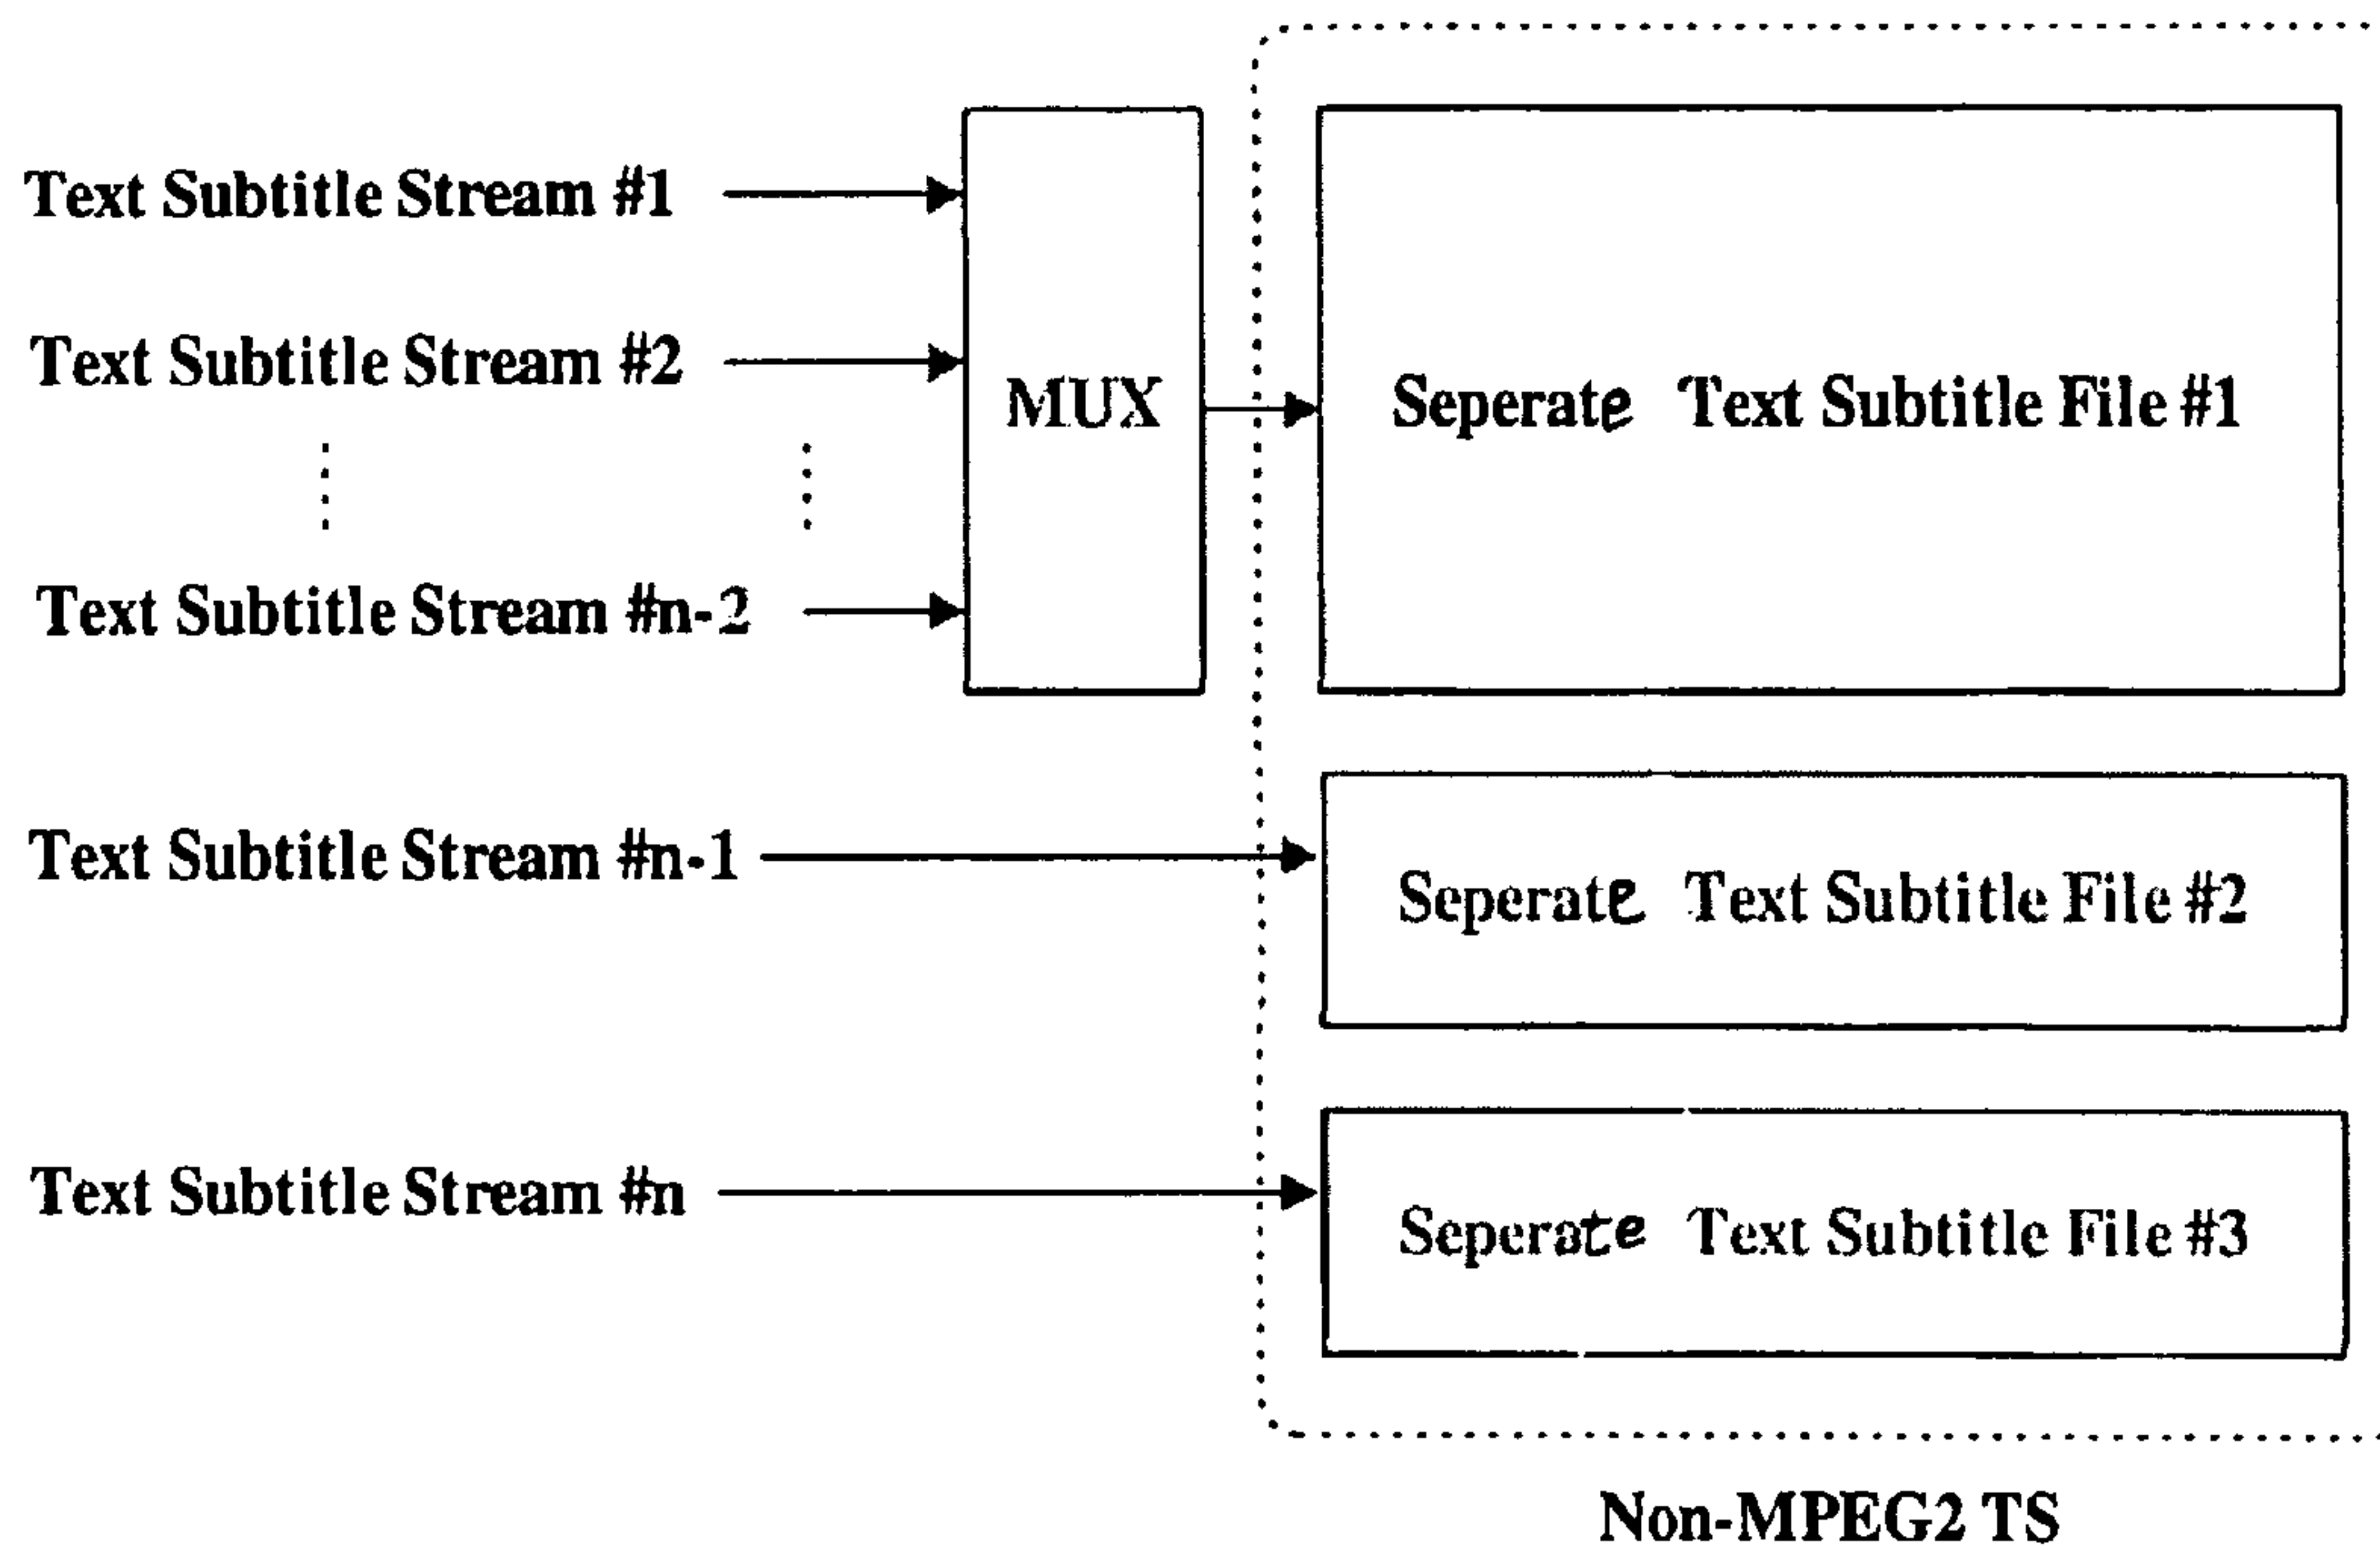 Text Subtitle Stream #1
Text Subtitle Stream #2
MUX
Seperate Text Subtitle File #1
Text Subtitle Stream #n-2
Text Subtitle Stream #n-1
Seperate Text Subtitle File #2
Text Subtitle Stream #n
Seperate Text Subtitle File #3
Non-MPEG2 TS